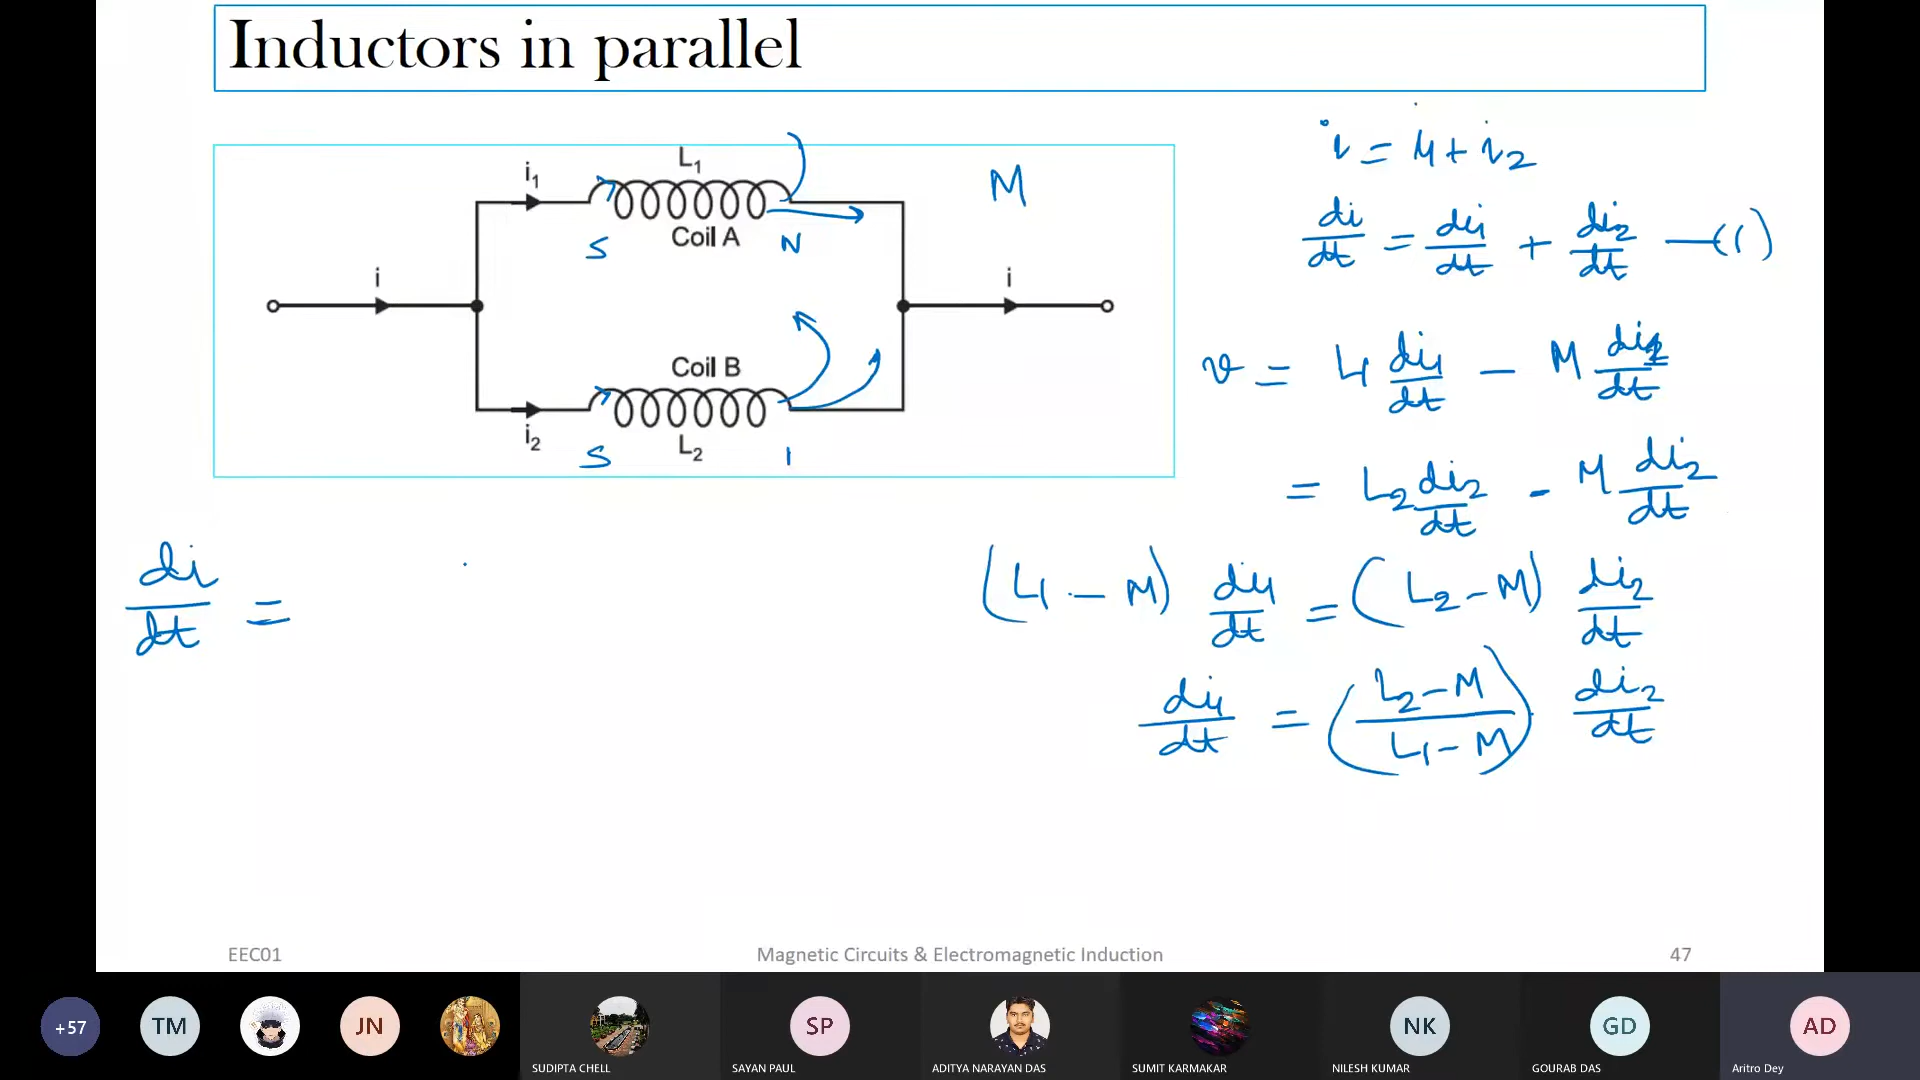 Inductors in parallel
i₁
L₁
Coil A
S N
M
i i
Coil B
i₂
L₂
S
i = i₁ + i₂
di/dt = di₁/dt + di₂/dt —(1)
v = L₁ di₁/dt - M di₂/dt
= L₂ di₂/dt - M di₂/dt
(L₁ - M) di₁/dt = (L₂ - M) di₂/dt
di₁/dt = (L₂ - M / L₁ - M) di₂/dt
di/dt =
EEC01
Magnetic Circuits & Electromagnetic Induction
47
+57
TM
JN
SUDIPTA CHELL
SP
SAYAN PAUL
ADITYA NARAYAN DAS
SUMIT KARMAKAR
NK
NILESH KUMAR
GD
GOURAB DAS
AD
Aritro Dey